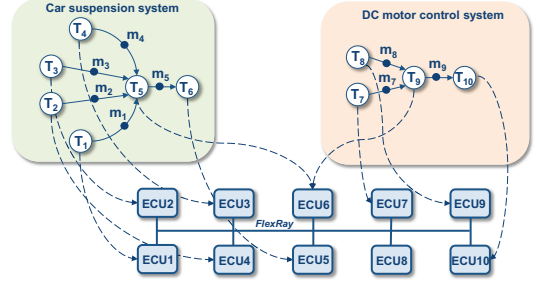 Car suspension system
DC motor control system
T4
m4
T3
m3
T8
m8
m9
m5
T5
T6
T9
T10
m2
m7
T2
T7
m1
T1
ECU2
ECU3
ECU6
ECU7
ECU9
FlexRay
ECU1
ECU4
ECU5
ECU8
ECU10